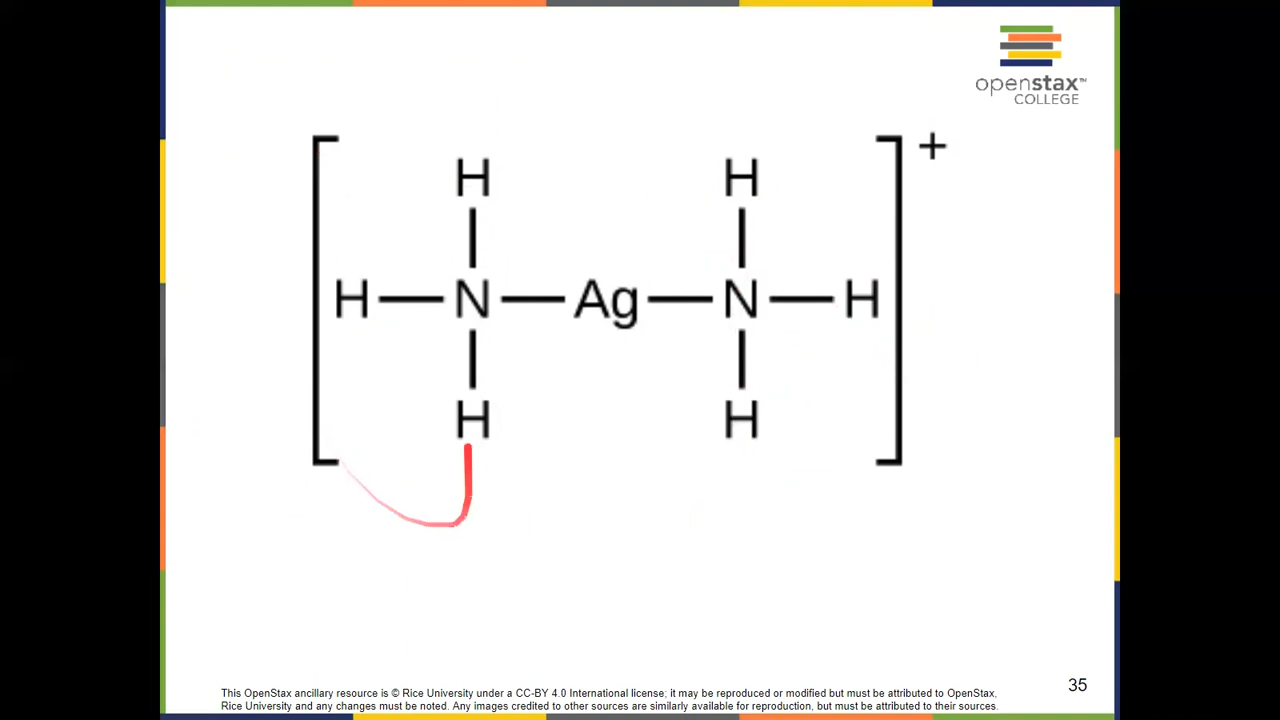 openstax™
COLLEGE
+
H H
H N Ag N H
H H
35
This OpenStax ancillary resource is © Rice University under a CC-BY 4.0 International license; it may be reproduced or modified but must be attributed to OpenStax,
Rice University and any changes must be noted. Any images credited to other sources are similarly available for reproduction, but must be attributed to their sources.